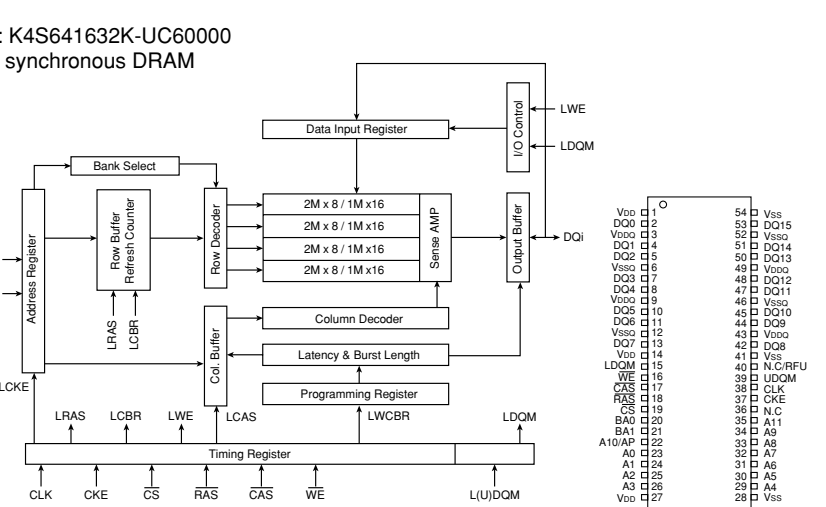 : K4S641632K-UC60000
synchronous DRAM
LWE
LDQM
I/O Control
Data Input Register
Bank Select
Address Register
Row Buffer
Refresh Counter
Row Decoder
2M x 8 / 1M x16
2M x 8 / 1M x16
2M x 8 / 1M x16
2M x 8 / 1M x16
Sense AMP
Output Buffer
DQi
LRAS
LCBR
Col. Buffer
Column Decoder
Latency & Burst Length
Programming Register
LCKE
LRAS
LCBR
LWE
LCAS
LWCBR
LDQM
Timing Register
CLK
CKE
CS
RAS
CAS
WE
L(U)DQM
VDD 1 54 VSS
DQ0 2 53 DQ15
VDDQ 3 52 VSSQ
DQ1 4 51 DQ14
DQ2 5 50 DQ13
VSSQ 6 49 VDDQ
DQ3 7 48 DQ12
DQ4 8 47 DQ11
VDDQ 9 46 VSSQ
DQ5 10 45 DQ10
DQ6 11 44 DQ9
VSSQ 12 43 VDDQ
DQ7 13 42 DQ8
VDD 14 41 VSS
LDQM 15 40 N.C/RFU
WE 16 39 UDQM
CAS 17 38 CLK
RAS 18 37 CKE
CS 19 36 N.C
BA0 20 35 A11
BA1 21 34 A9
A10/AP 22 33 A8
A0 23 32 A7
A1 24 31 A6
A2 25 30 A5
A3 26 29 A4
VDD 27 28 VSS